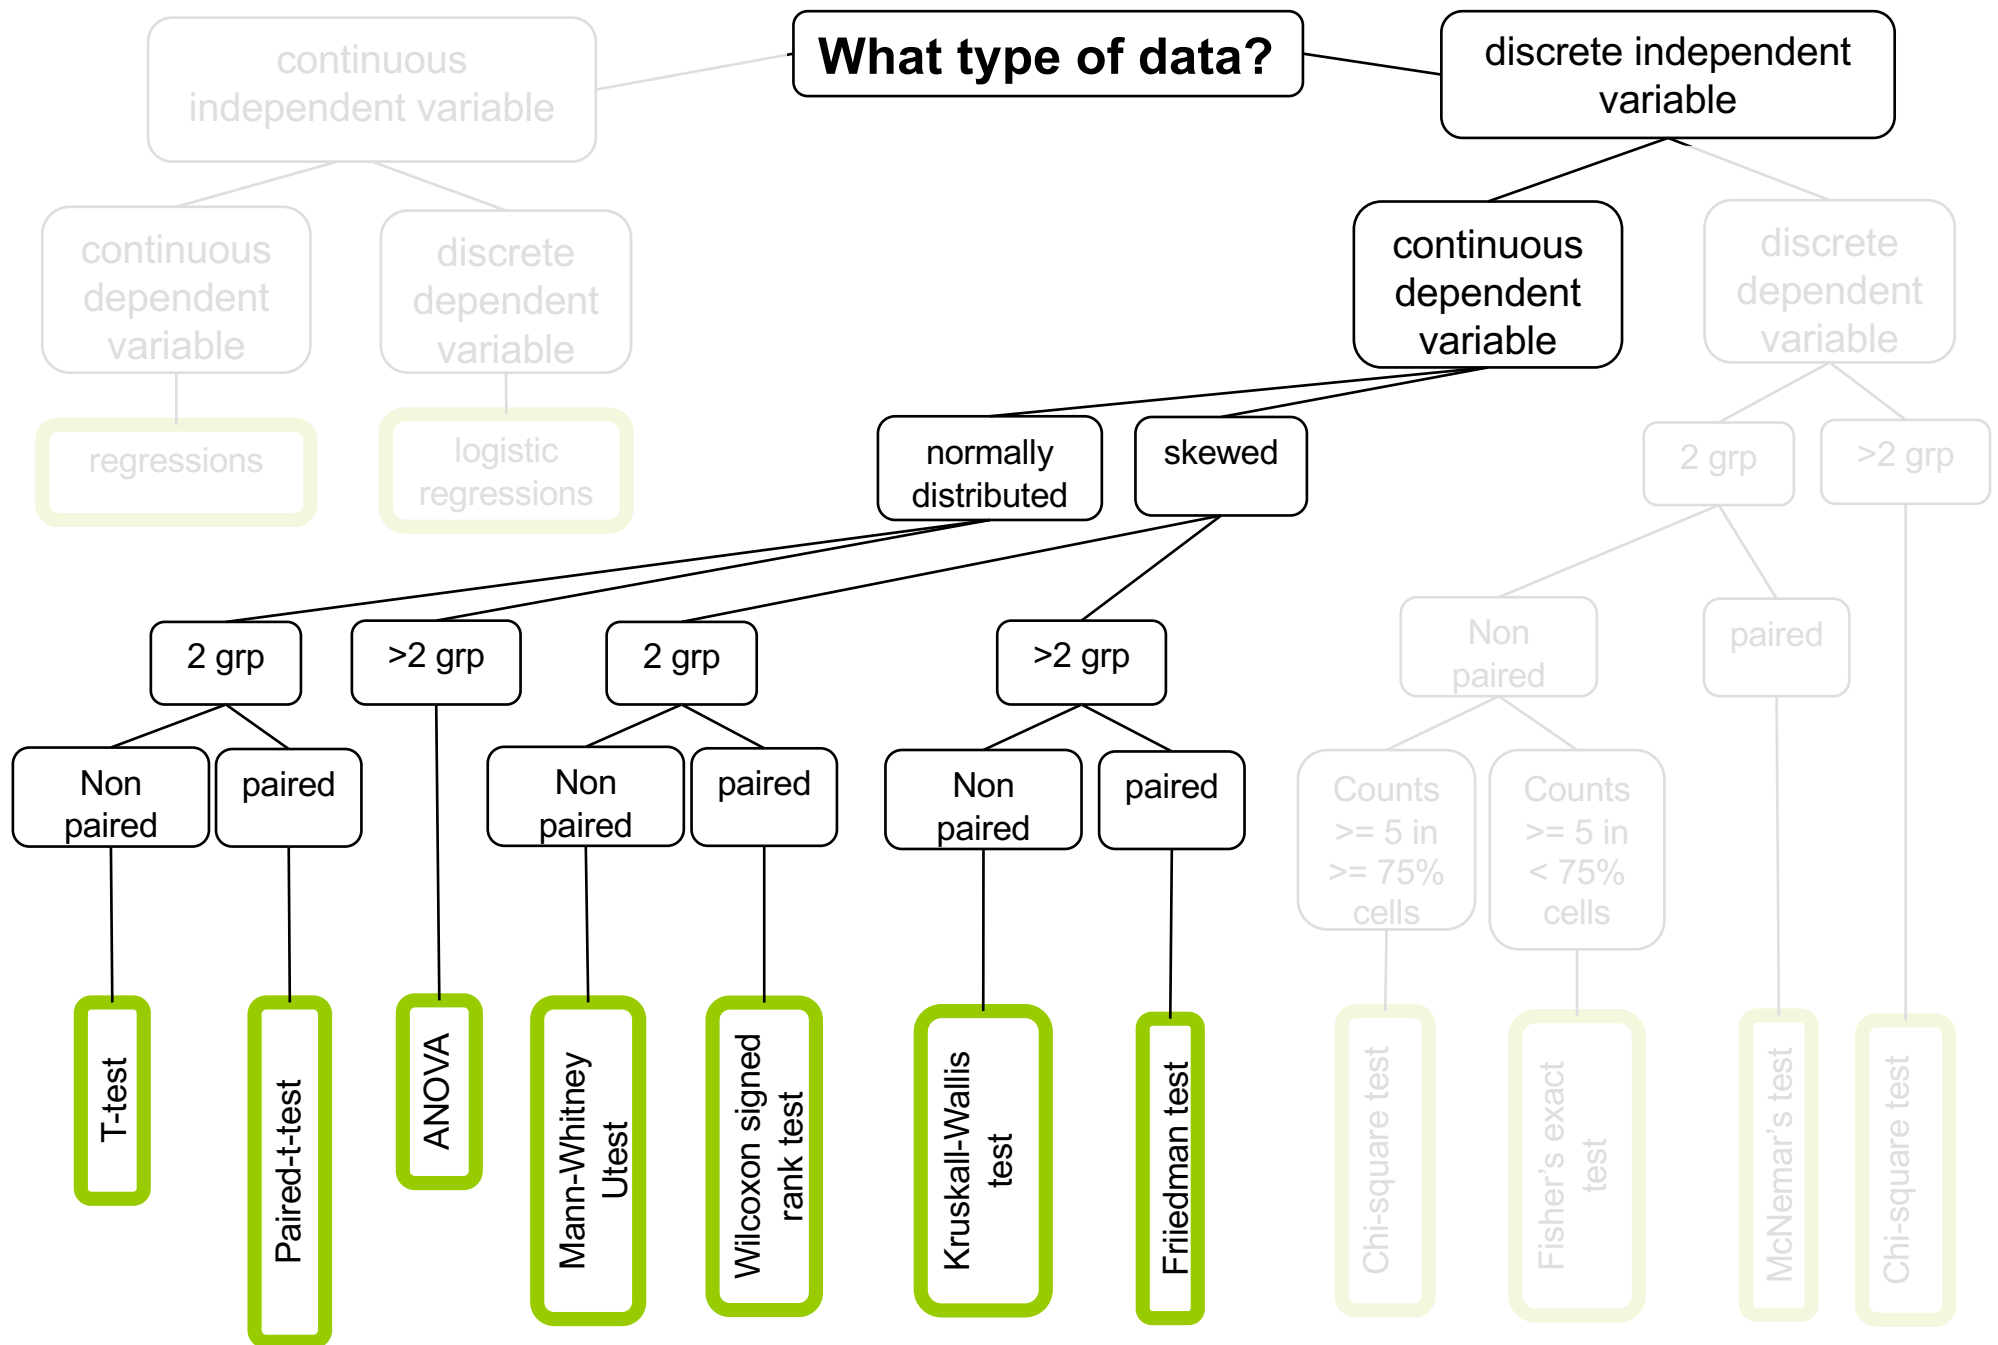 What type of data?
continuous
independent variable
discrete independent
variable
continuous
dependent
variable
discrete
dependent
variable
continuous
dependent
variable
discrete
dependent
variable
regressions
logistic
regressions
normally
distributed
skewed
2 grp
>2 grp
2 grp
>2 grp
2 grp
>2 grp
Non
paired
paired
Non
paired
paired
Non
paired
paired
Non
paired
paired
Counts
>= 5 in
>= 75%
cells
Counts
>= 5 in
< 75%
cells
T-test
Paired-t-test
ANOVA
Mann-Whitney
Utest
Wilcoxon signed
rank test
Kruskall-Wallis
test
Friiedman test
Chi-square test
Fisher’s exact
test
McNemar’s test
Chi-square test